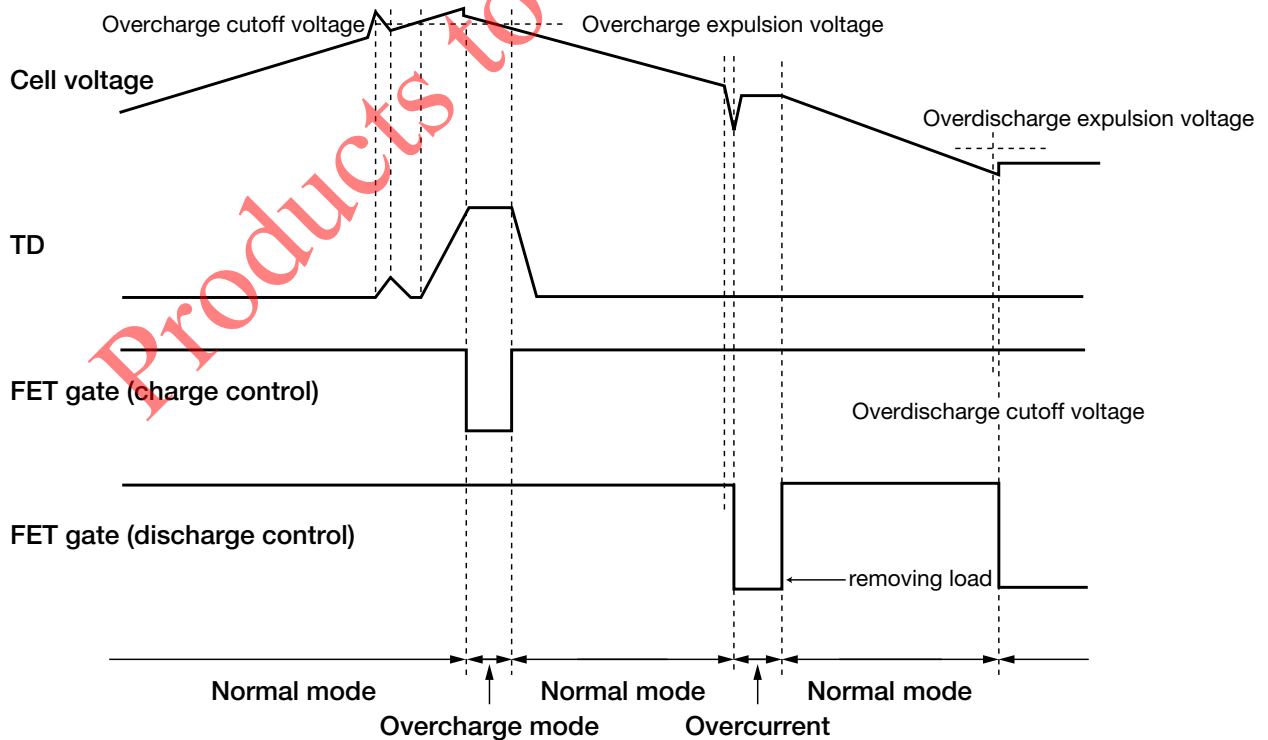 Overcharge cutoff voltage
Overcharge expulsion voltage
Cell voltage
Overdischarge expulsion voltage
TD
FET gate (charge control)
Overdischarge cutoff voltage
FET gate (discharge control)
removing load
Normal mode
Normal mode
Normal mode
Overcharge mode
Overcurrent
Products to